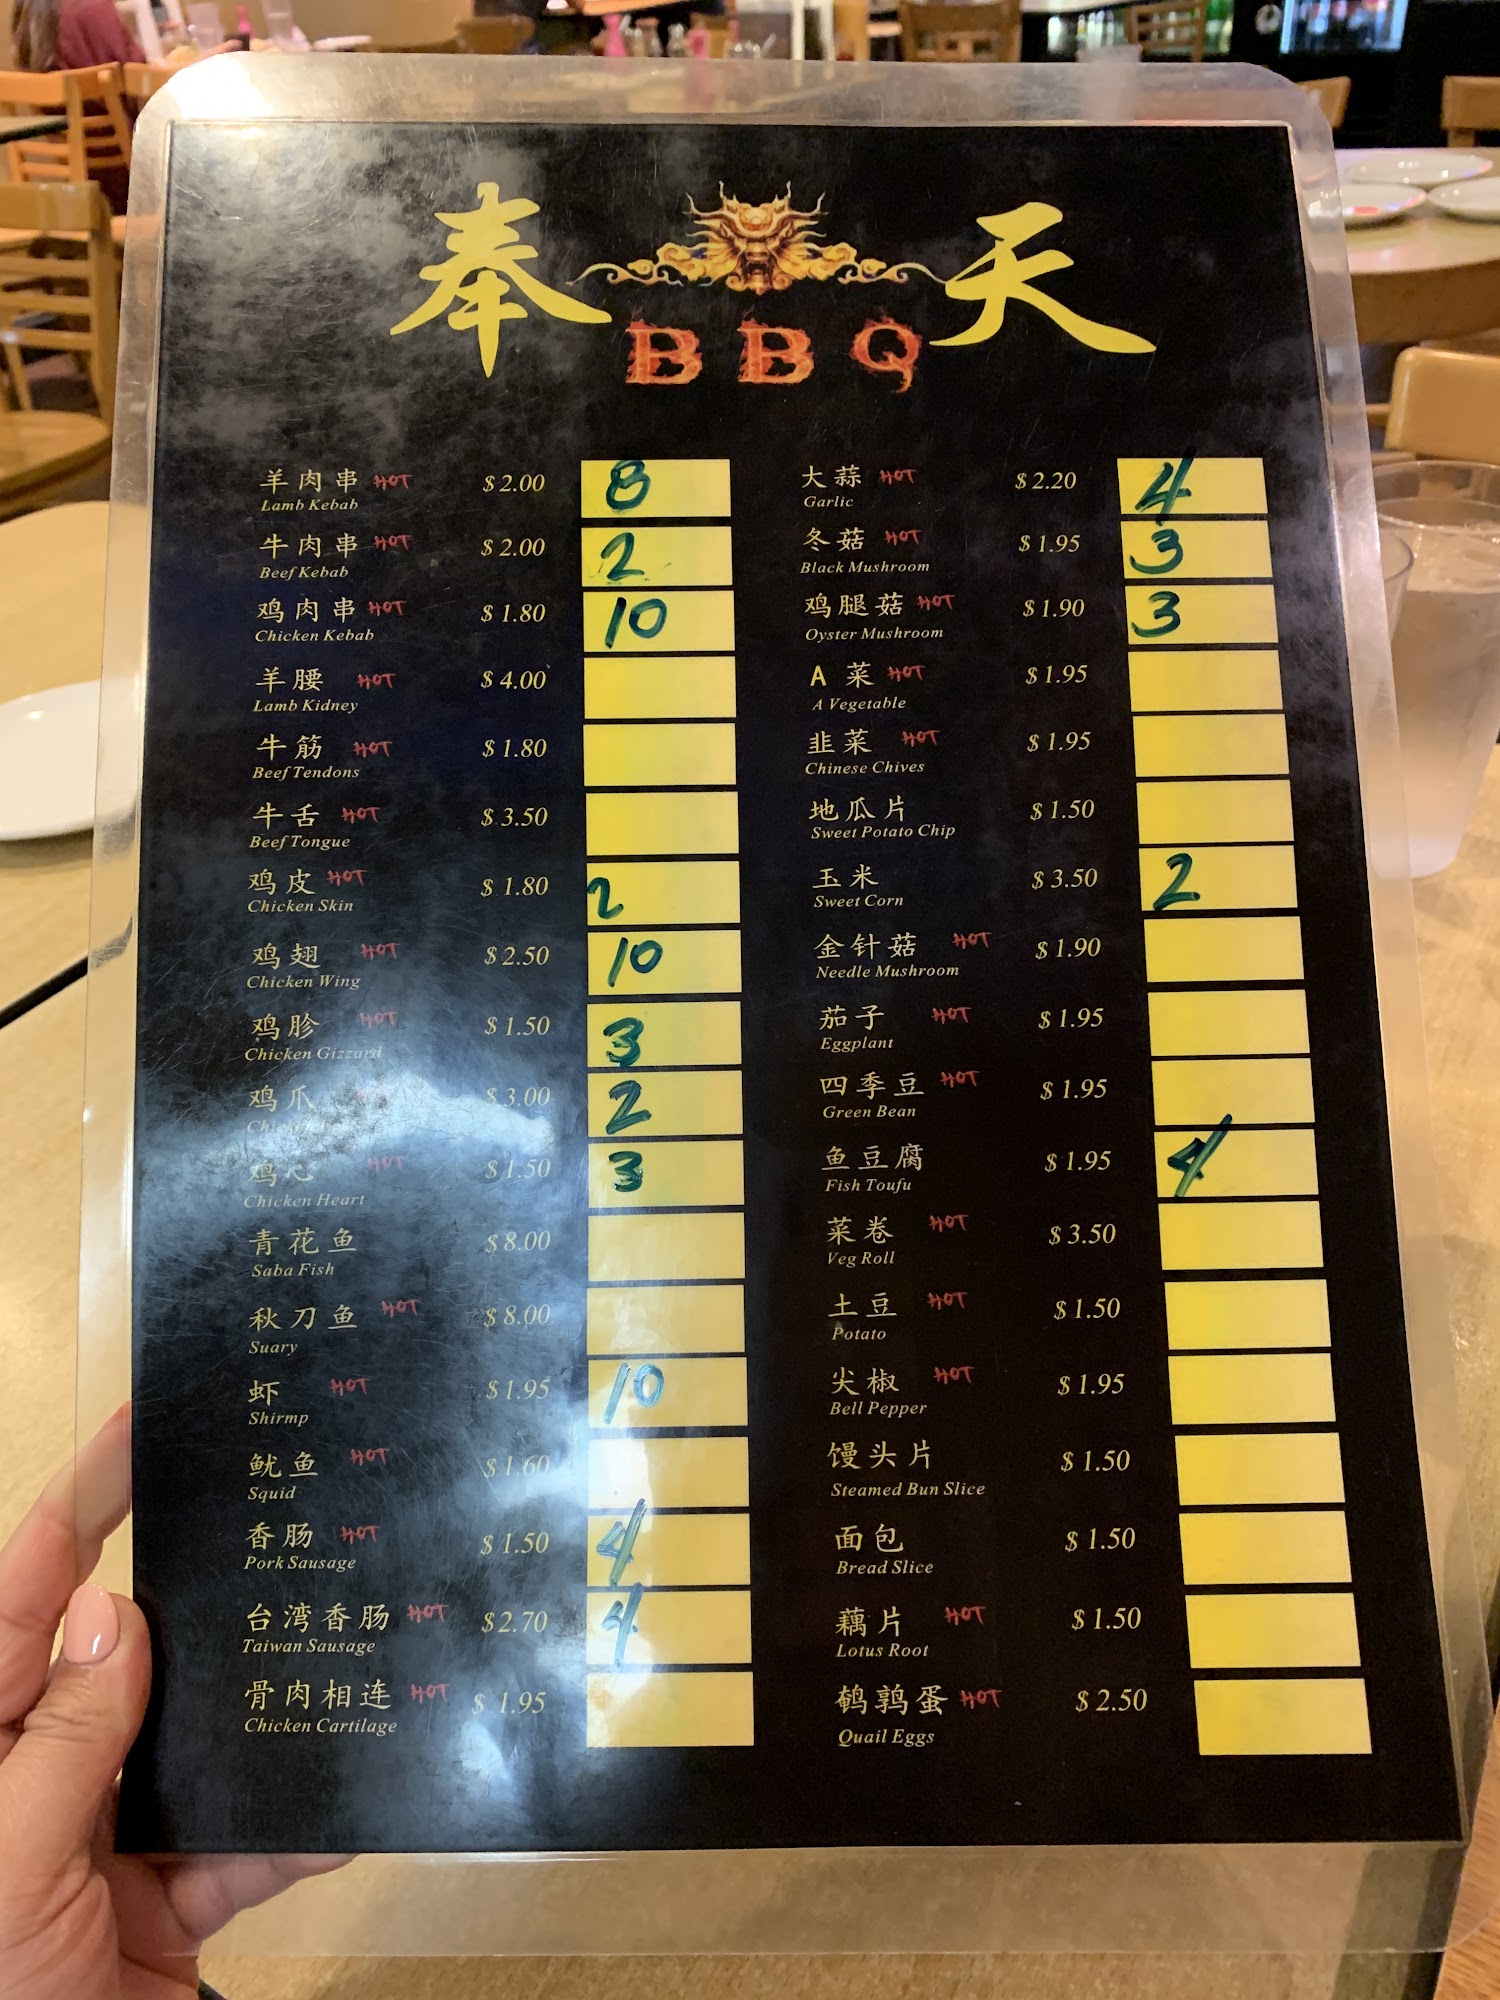 奉天
BBQ
羊肉串 HOT $2.00 8
Lamb Kebab
牛肉串 HOT $2.00 2
Beef Kebab
鸡肉串 HOT $1.80 10
Chicken Kebab
羊腰 HOT $4.00
Lamb Kidney
牛筋 HOT $1.80
Beef Tendons
牛舌 HOT $3.50
Beef Tongue
鸡皮 HOT $1.80 2
Chicken Skin
鸡翅 HOT $2.50 10
Chicken Wing
鸡胗 HOT $1.50 3
Chicken Gizzard
鸡爪 $3.00 2
鸡心 HOT $1.50 3
Chicken Heart
青花鱼 $8.00
Saba Fish
秋刀鱼 HOT $8.00
Suary
虾 HOT $1.95 10
Shirmp
鱿鱼 HOT $1.60
Squid
香肠 HOT $1.50 4
Pork Sausage
台湾香肠 HOT $2.70 4
Taiwan Sausage
骨肉相连 HOT $1.95
Chicken Cartilage
大蒜 HOT $2.20 4
Garlic
冬菇 HOT $1.95 3
Black Mushroom
鸡腿菇 HOT $1.90 3
Oyster Mushroom
A菜 HOT $1.95
A Vegetable
韭菜 HOT $1.95
Chinese Chives
地瓜片 $1.50
Sweet Potato Chip
玉米 $3.50 2
Sweet Corn
金针菇 HOT $1.90
Needle Mushroom
茄子 HOT $1.95
Eggplant
四季豆 HOT $1.95
Green Bean
鱼豆腐 $1.95 4
Fish Toufu
菜卷 HOT $3.50
Veg Roll
土豆 HOT $1.50
Potato
尖椒 HOT $1.95
Bell Pepper
馒头片 $1.50
Steamed Bun Slice
面包 $1.50
Bread Slice
藕片 HOT $1.50
Lotus Root
鹌鹑蛋 HOT $2.50
Quail Eggs